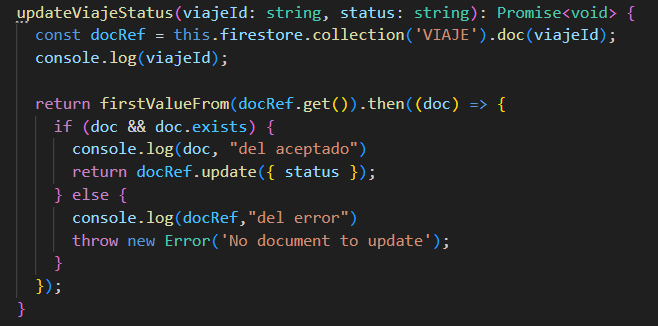 updateViajeStatus(viajeId: string, status: string): Promise<void> {
const docRef = this.firestore.collection('VIAJE').doc(viajeId);
console.log(viajeId);
return firstValueFrom(docRef.get()).then((doc) => {
if (doc && doc.exists) {
console.log(doc, "del aceptado")
return docRef.update({ status });
} else {
console.log(docRef,"del error")
throw new Error('No document to update');
}
});
}